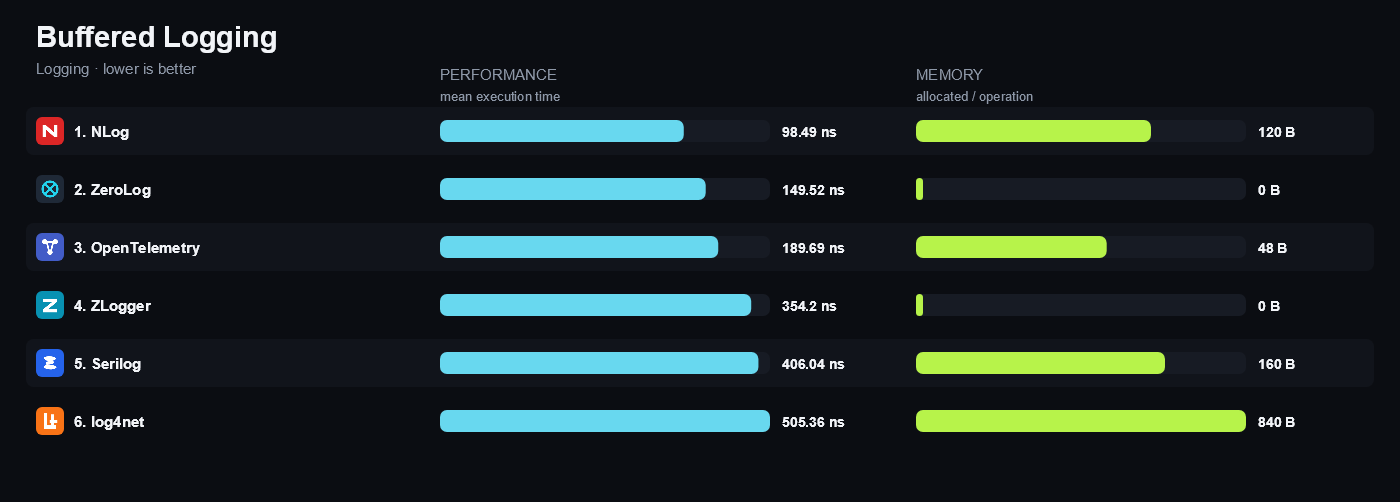 Buffered Logging
Logging · lower is better
PERFORMANCE
mean execution time
MEMORY
allocated / operation
1. NLog 98.49 ns 120 B
2. ZeroLog 149.52 ns 0 B
3. OpenTelemetry 189.69 ns 48 B
4. ZLogger 354.2 ns 0 B
5. Serilog 406.04 ns 160 B
6. log4net 505.36 ns 840 B